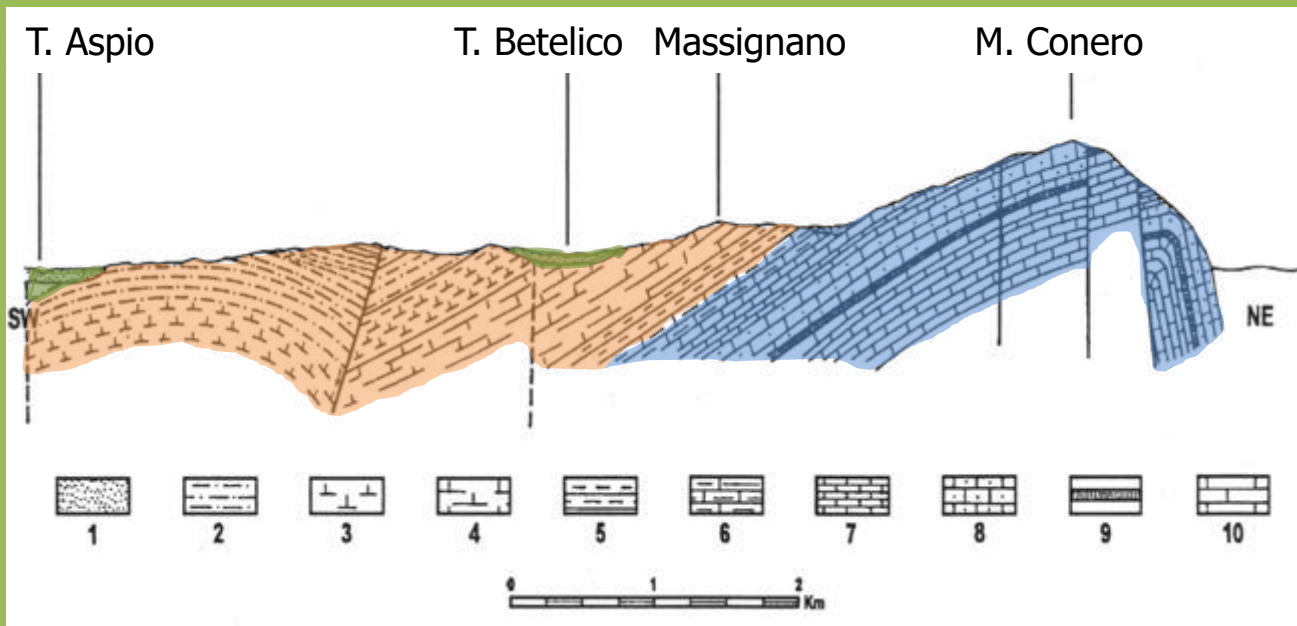 T. Aspio
T. Betelico
Massignano
M. Conero
SW
NE
1
2
3
4
5
6
7
8
9
10
0
1
2
Km